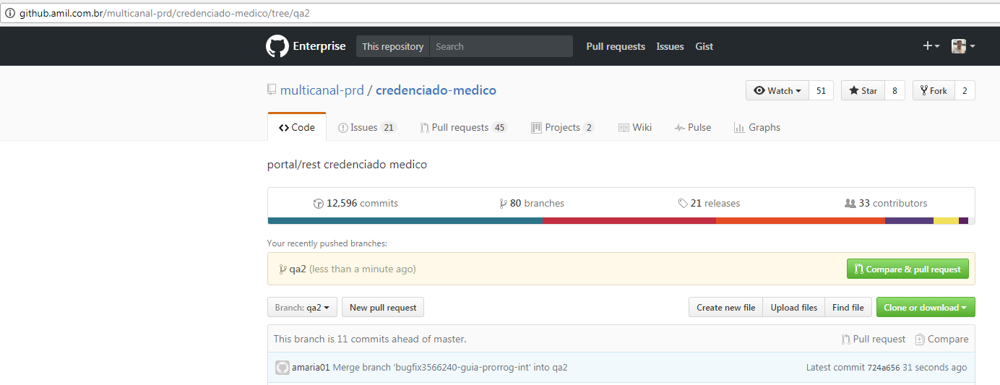 github.amil.com.br/multicanal-prd/credenciado-medico/tree/qa2
Enterprise This repository Search Pull requests Issues Gist
multicanal-prd / credenciado-medico Watch 51 Star 8 Fork 2
Code Issues 21 Pull requests 45 Projects 2 Wiki Pulse Graphs
portal/rest credenciado medico
12,596 commits 80 branches 21 releases 33 contributors
Your recently pushed branches:
qa2 (less than a minute ago) Compare & pull request
Branch: qa2 New pull request Create new file Upload files Find file Clone or download
This branch is 11 commits ahead of master. Pull request Compare
amaria01 Merge branch 'bugfix3566240-guia-prorrog-int' into qa2 Latest commit 724a656 31 seconds ago